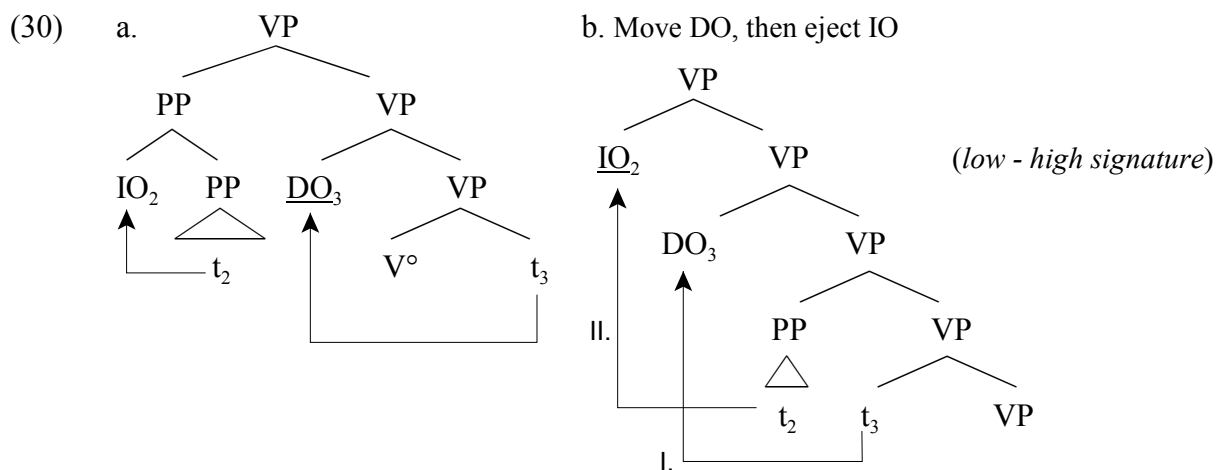 (30) a. VP b. Move DO, then eject IO
VP
PP VP
IO₂ PP DO₃ VP IO₂ VP (low - high signature)
DO₃ VP
t₂ V° t₃
II. PP VP
t₂ t₃ VP
I.